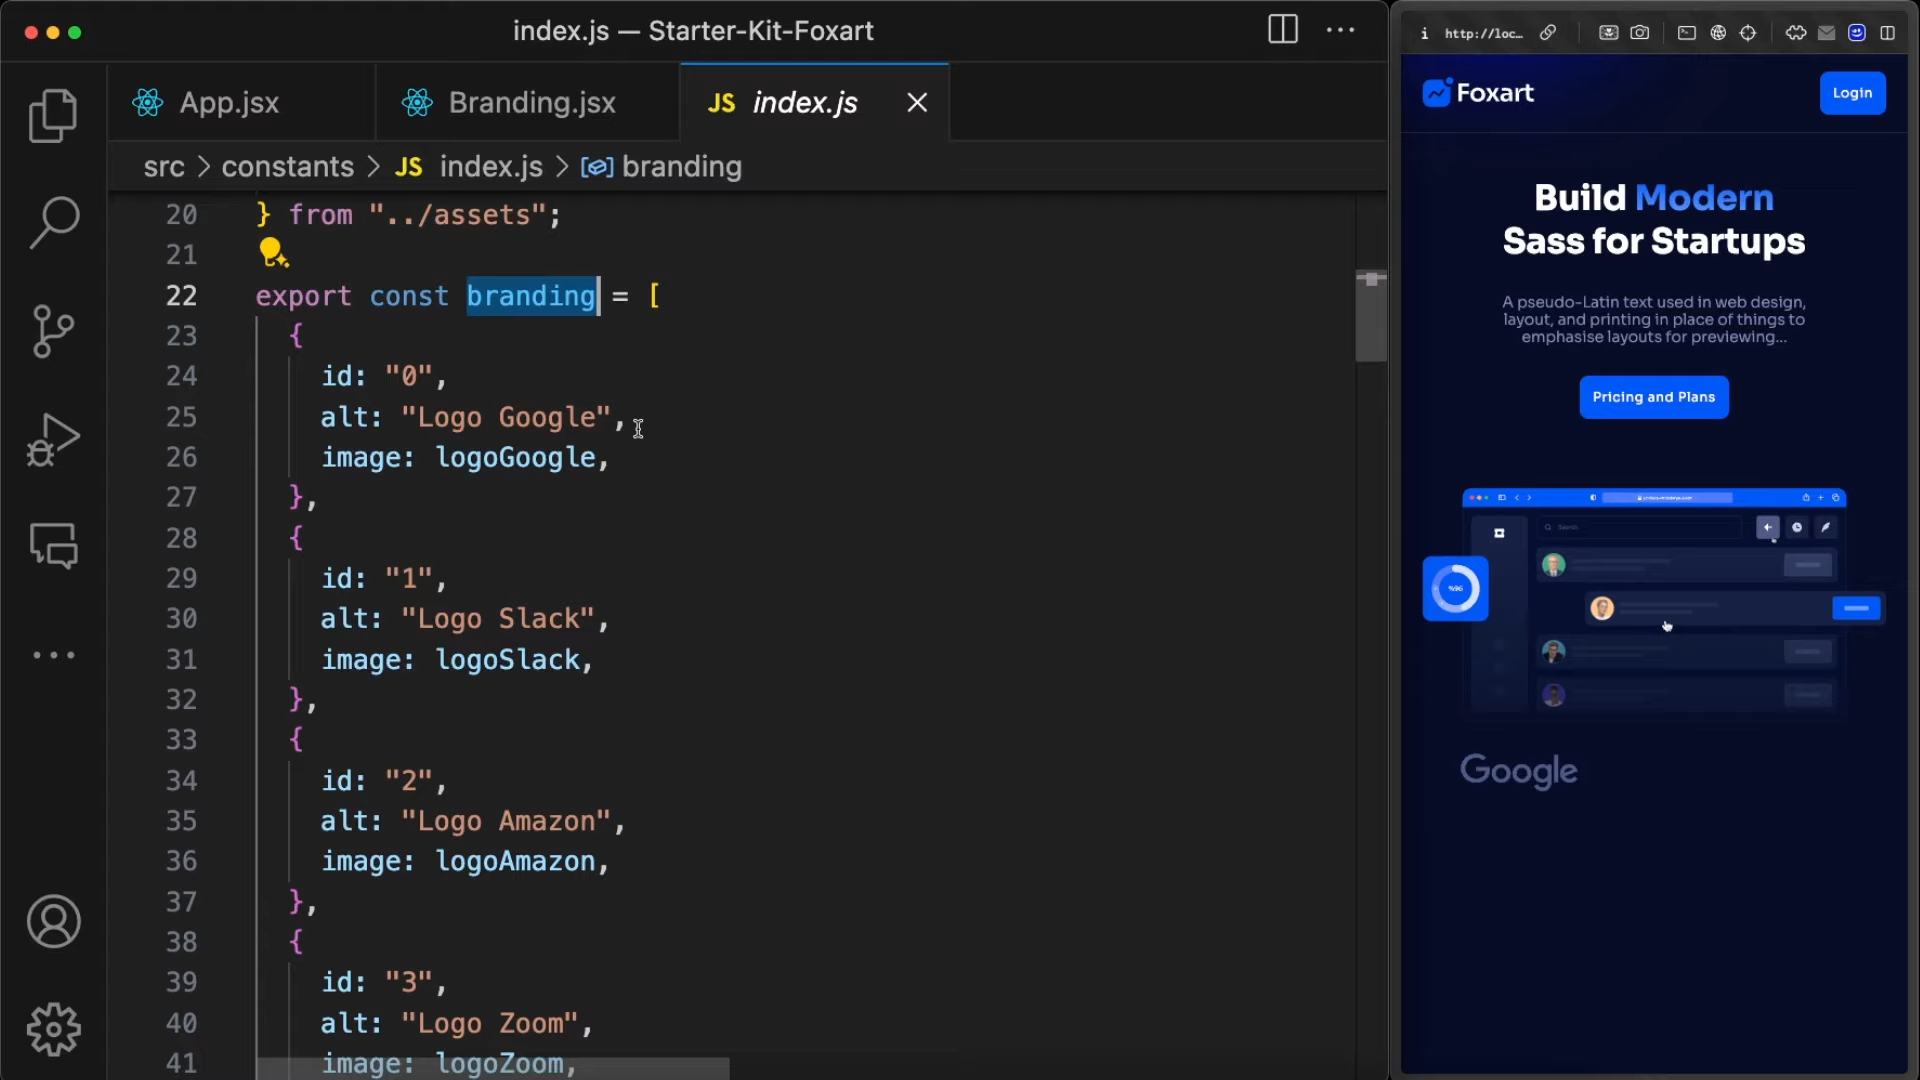 index.js — Starter-Kit-Foxart
App.jsx
Branding.jsx
JS index.js
src > constants > JS index.js > branding
20 } from "../assets";
21
22 export const branding = [
23 {
24 id: "0",
25 alt: "Logo Google",
26 image: logoGoogle,
27 },
28 {
29 id: "1",
30 alt: "Logo Slack",
31 image: logoSlack,
32 },
33 {
34 id: "2",
35 alt: "Logo Amazon",
36 image: logoAmazon,
37 },
38 {
39 id: "3",
40 alt: "Logo Zoom",
41 image: logoZoom,
http://loc...
Foxart
Login
Build Modern
Sass for Startups
A pseudo-Latin text used in web design,
layout, and printing in place of things to
emphasise layouts for previewing...
Pricing and Plans
Search
%96
Google